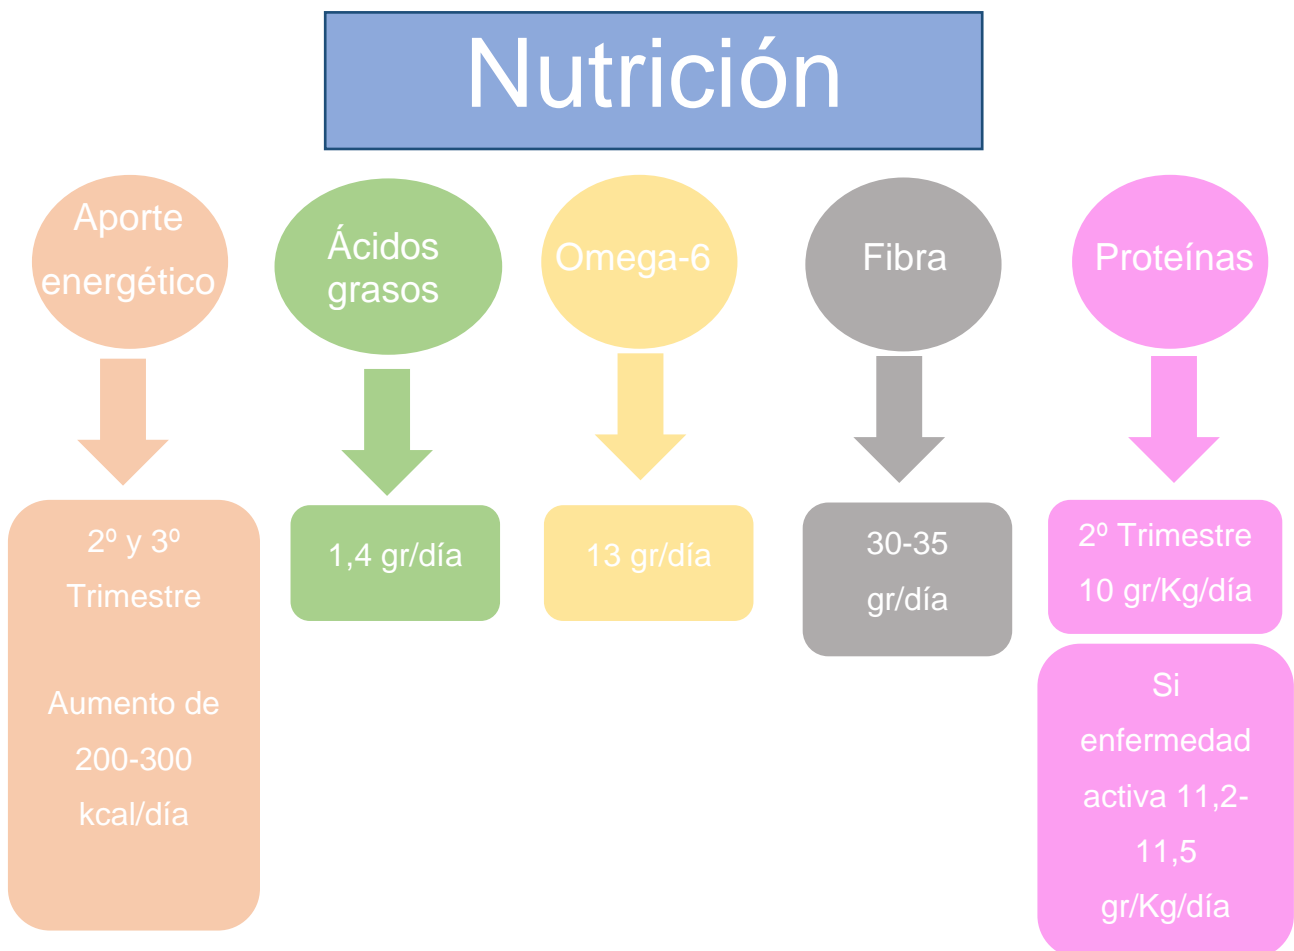 Nutrición
Aporte
energético
Ácidos
grasos
Omega-6
Fibra
Proteínas
2º y 3º
Trimestre
Aumento de
200-300
kcal/día
1,4 gr/día
13 gr/día
30-35
gr/día
2º Trimestre
10 gr/Kg/día
Si
enfermedad
activa 11,2-
11,5
gr/Kg/día